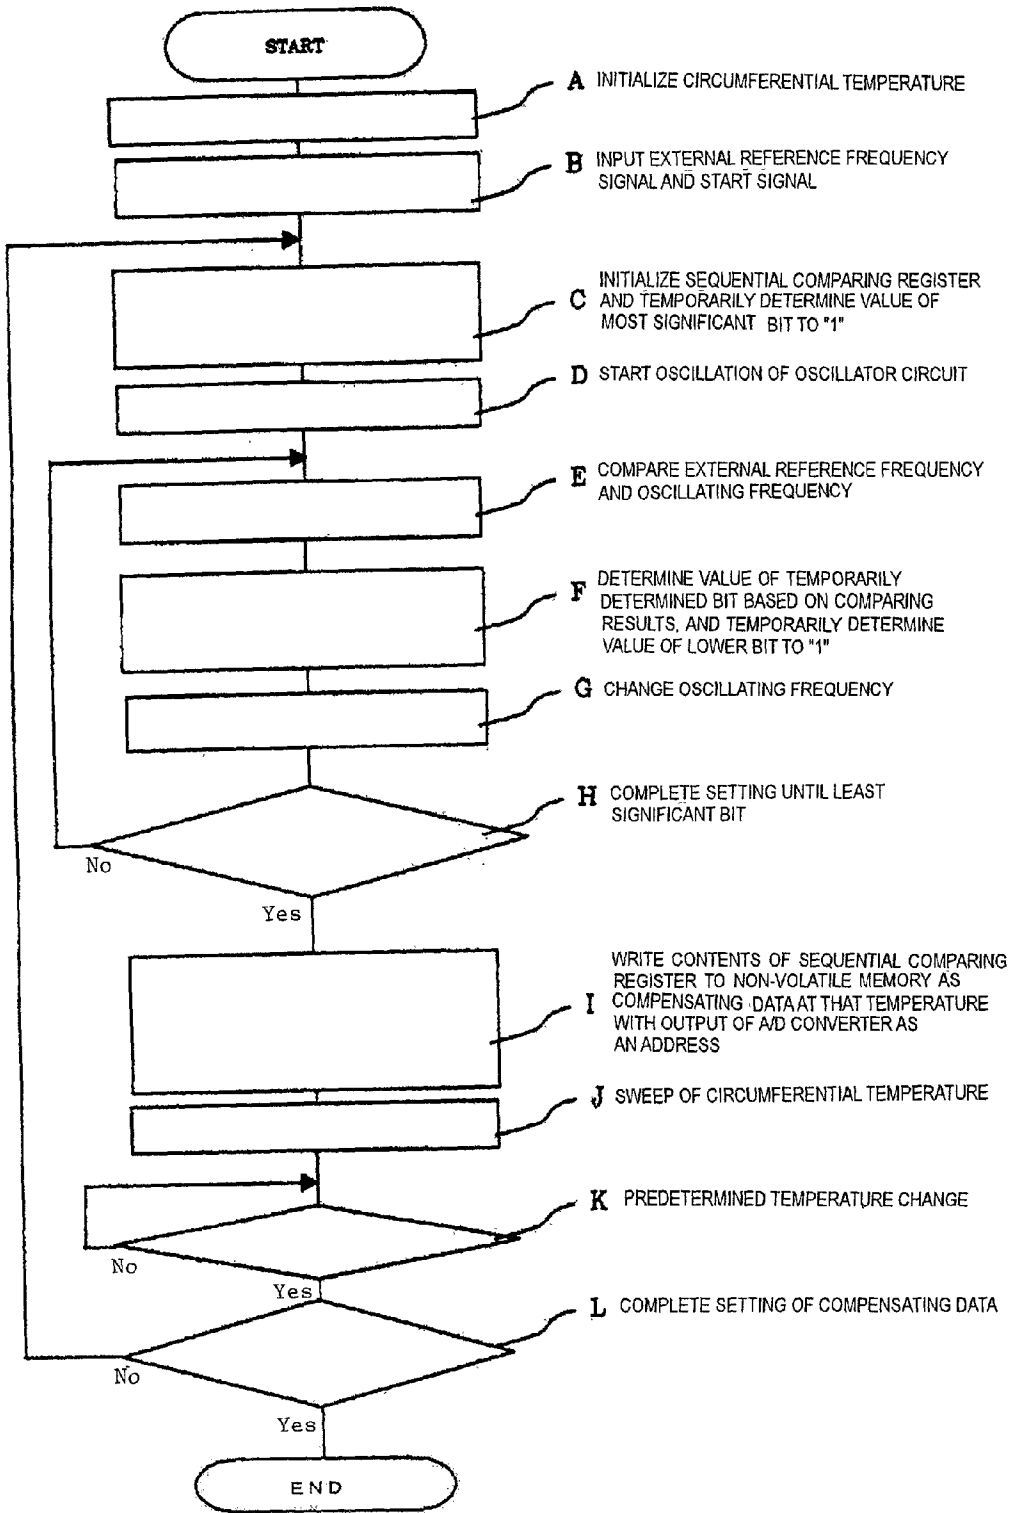 START
A INITIALIZE CIRCUMFERENTIAL TEMPERATURE
B INPUT EXTERNAL REFERENCE FREQUENCY
SIGNAL AND START SIGNAL
C INITIALIZE SEQUENTIAL COMPARING REGISTER
AND TEMPORARILY DETERMINE VALUE OF
MOST SIGNIFICANT BIT TO "1"
D START OSCILLATION OF OSCILLATOR CIRCUIT
E COMPARE EXTERNAL REFERENCE FREQUENCY
AND OSCILLATING FREQUENCY
F DETERMINE VALUE OF TEMPORARILY
DETERMINED BIT BASED ON COMPARING
RESULTS, AND TEMPORARILY DETERMINE
VALUE OF LOWER BIT TO "1"
G CHANGE OSCILLATING FREQUENCY
H COMPLETE SETTING UNTIL LEAST
SIGNIFICANT BIT
No
Yes
WRITE CONTENTS OF SEQUENTIAL COMPARING
REGISTER TO NON-VOLATILE MEMORY AS
I COMPENSATING DATA AT THAT TEMPERATURE
WITH OUTPUT OF A/D CONVERTER AS
AN ADDRESS
J SWEEP OF CIRCUMFERENTIAL TEMPERATURE
K PREDETERMINED TEMPERATURE CHANGE
No
Yes
L COMPLETE SETTING OF COMPENSATING DATA
No
Yes
END